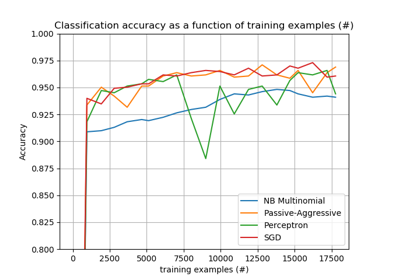 Classification accuracy as a function of training examples (#)
1.000
0.975
0.950
0.925
0.900
0.875
0.850
0.825
0.800
Accuracy
0 2500 5000 7500 10000 12500 15000 17500
training examples (#)
NB Multinomial
Passive-Aggressive
Perceptron
SGD